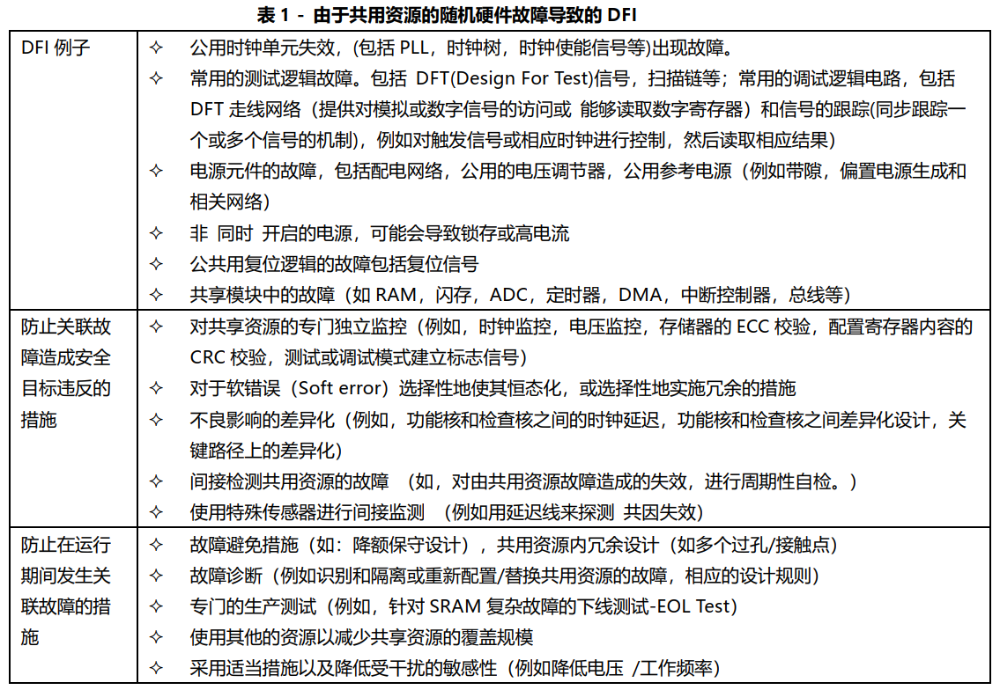 表 1 - 由于共用资源的随机硬件故障导致的 DFI
DFI 例子
✧ 公用时钟单元失效，(包括 PLL，时钟树，时钟使能信号等)出现故障。
✧ 常用的测试逻辑故障。包括 DFT(Design For Test)信号，扫描链等；常用的调试逻辑电路，包括
DFT 走线网络（提供对模拟或数字信号的访问或 能够读取数字寄存器）和信号的跟踪(同步跟踪一
个或多个信号的机制)，例如对触发信号或相应时钟进行控制，然后读取相应结果）
✧ 电源元件的故障，包括配电网络，公用的电压调节器，公用参考电源（例如带隙，偏置电源生成和
相关网络）
✧ 非 同时 开启的电源，可能会导致锁存或高电流
✧ 公共用复位逻辑的故障包括复位信号
✧ 共享模块中的故障（如 RAM，闪存，ADC，定时器，DMA，中断控制器，总线等）
防止关联故
障造成安全
目标违反的
措施
✧ 对共享资源的专门独立监控（例如，时钟监控，电压监控，存储器的 ECC 校验，配置寄存器内容的
CRC 校验，测试或调试模式建立标志信号）
✧ 对于软错误（Soft error）选择性地使其恒态化，或选择性地实施冗余的措施
✧ 不良影响的差异化（例如，功能核和检查核之间的时钟延迟，功能核和检查核之间差异化设计，关
键路径上的差异化）
✧ 间接检测共用资源的故障 （如，对由共用资源故障造成的失效，进行周期性自检。）
✧ 使用特殊传感器进行间接监测 （例如用延迟线来探测 共因失效）
防止在运行
期间发生关
联故障的措
施
✧ 故障避免措施（如：降额保守设计），共用资源内冗余设计（如多个过孔/接触点）
✧ 故障诊断（例如识别和隔离或重新配置/替换共用资源的故障，相应的设计规则）
✧ 专门的生产测试（例如，针对 SRAM 复杂故障的下线测试-EOL Test）
✧ 使用其他的资源以减少共享资源的覆盖规模
✧ 采用适当措施以及降低受干扰的敏感性（例如降低电压 /工作频率）